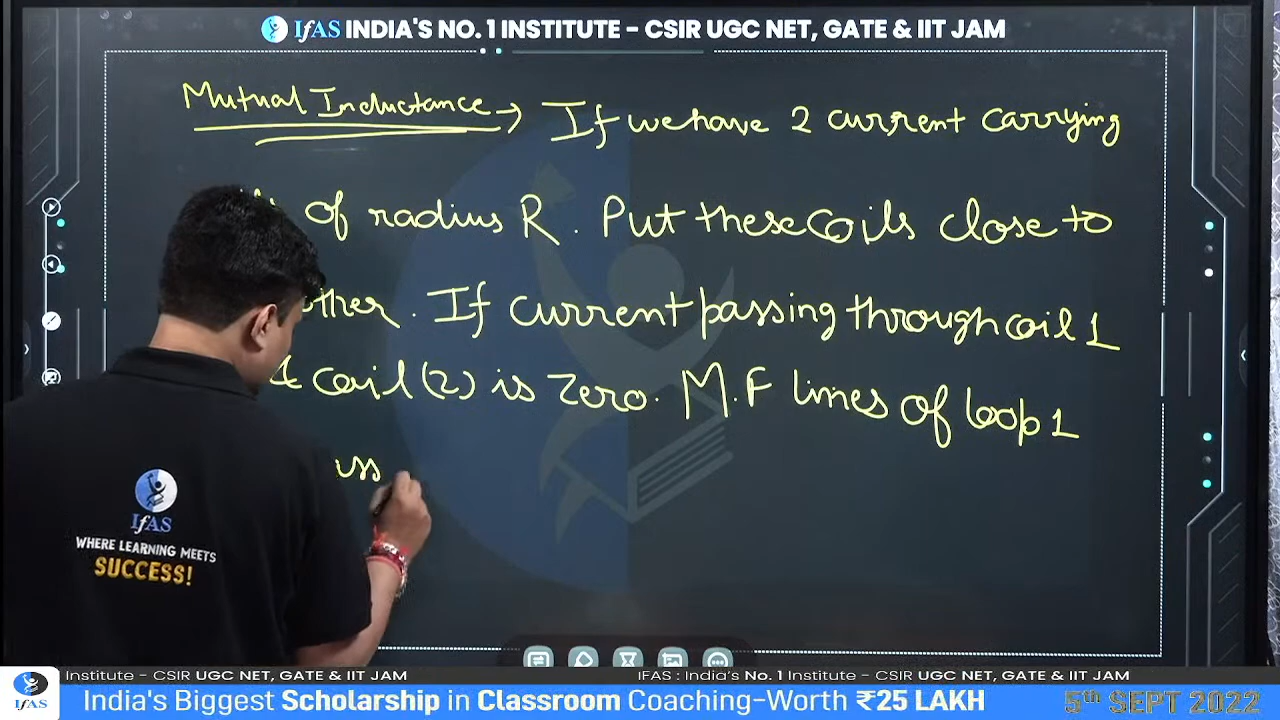 IFAS INDIA'S NO. 1 INSTITUTE - CSIR UGC NET, GATE & IIT JAM
Mutual Inductance → If we have 2 current carrying
of radius R. Put these coils close to
other. If current passing through coil 1
& coil (2) is Zero. M.F lines of loop 1
IFAS
WHERE LEARNING MEETS
SUCCESS!
Institute - CSIR UGC NET, GATE & IIT JAM
IFAS : India's No. 1 Institute - CSIR UGC NET, GATE & IIT JAM
IFAS
India's Biggest Scholarship in Classroom Coaching-Worth ₹25 LAKH
5th SEPT 2022